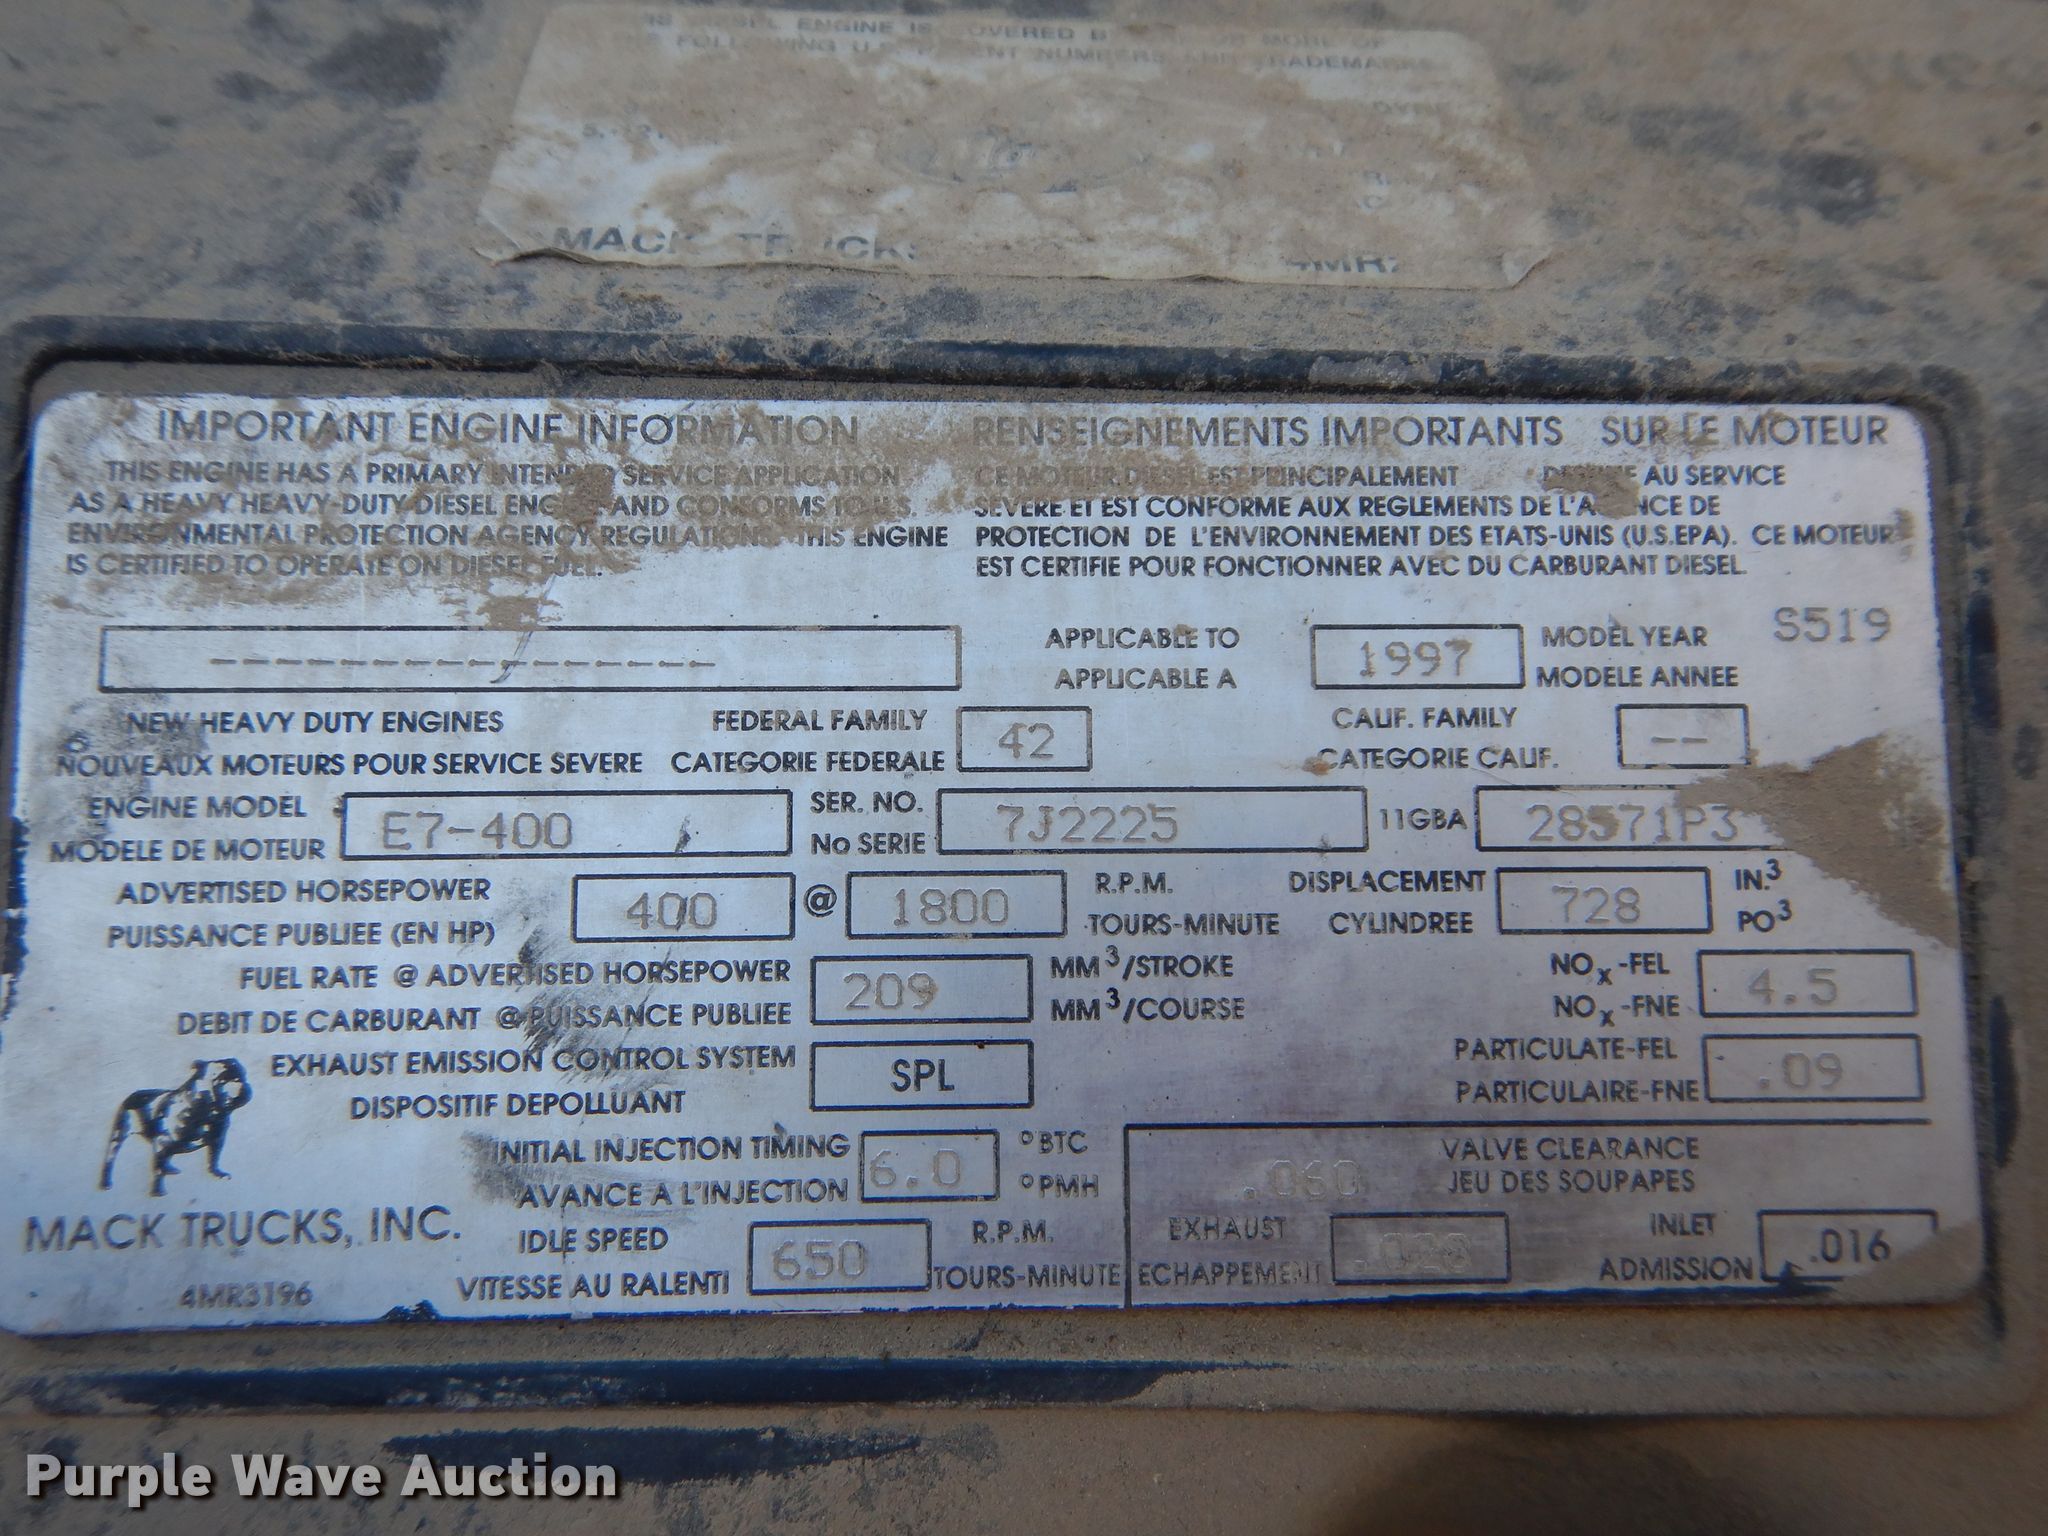 DIESEL ENGINE IS
FOLLOWING
MACK
IMPORTANT ENGINE INFORMATION
THIS ENGINE HAS A PRIMARY INTENDED SERVICE APPLICATION
AS A HEAVY HEAVY-DUTY DIESEL ENGINE AND CONFORMS TO U.S.
ENVIRONMENTAL PROTECTION AGENCY REGULATIONS. THIS ENGINE
IS CERTIFIED TO OPERATE ON DIESEL FUEL.
RENSEIGNEMENTS IMPORTANTS SUR LE MOTEUR
CE MOTEUR DIESEL EST PRINCIPALEMENT AU SERVICE
SEVERE ET EST CONFORME AUX REGLEMENTS DE L'AGENCE DE
PROTECTION DE L'ENVIRONNEMENT DES ETATS-UNIS (U.S.EPA). CE MOTEUR
EST CERTIFIE POUR FONCTIONNER AVEC DU CARBURANT DIESEL.
----------------
APPLICABLE TO 1997 MODEL YEAR S519
APPLICABLE A MODELE ANNEE
NEW HEAVY DUTY ENGINES FEDERAL FAMILY 42 CALIF. FAMILY --
NOUVEAUX MOTEURS POUR SERVICE SEVERE CATEGORIE FEDERALE CATEGORIE CALIF.
ENGINE MODEL E7-400 SER. NO. 7J2225 11GBA 28571P3
MODELE DE MOTEUR No SERIE
ADVERTISED HORSEPOWER 400 @ 1800 R.P.M. DISPLACEMENT 728 IN.³
PUISSANCE PUBLIEE (EN HP) TOURS-MINUTE CYLINDREE PO³
FUEL RATE @ ADVERTISED HORSEPOWER 209 MM³/STROKE NOx-FEL 4.5
DEBIT DE CARBURANT @ PUISSANCE PUBLIEE MM³/COURSE NOx-FNE
EXHAUST EMISSION CONTROL SYSTEM SPL PARTICULATE-FEL .09
DISPOSITIF DEPOLLUANT PARTICULAIRE-FNE
INITIAL INJECTION TIMING 6.0 °BTC .060 VALVE CLEARANCE
AVANCE A L'INJECTION °PMH JEU DES SOUPAPES
MACK TRUCKS, INC. IDLE SPEED 650 R.P.M. EXHAUST INLET .016
4MR3196 VITESSE AU RALENTI TOURS-MINUTE ECHAPPEMENT ADMISSION
Purple Wave Auction